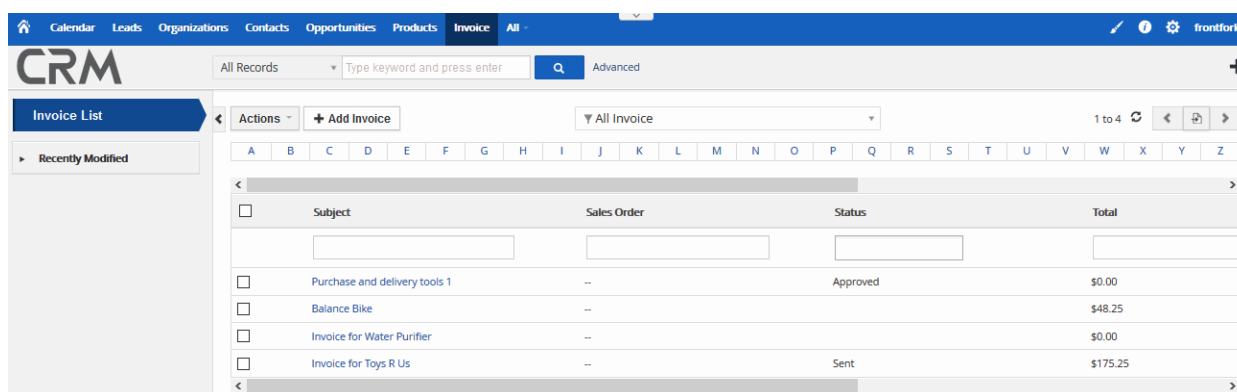 Calendar Leads Organizations Contacts Opportunities Products Invoice All
CRM
All Records Type keyword and press enter Advanced
Invoice List
Actions + Add Invoice All Invoice 1 to 4
Recently Modified
A B C D E F G H I J K L M N O P Q R S T U V W X Y Z
Subject Sales Order Status Total
Purchase and delivery tools 1 -- Approved $0.00
Balance Bike -- $48.25
Invoice for Water Purifier -- $0.00
Invoice for Toys R Us -- Sent $175.25